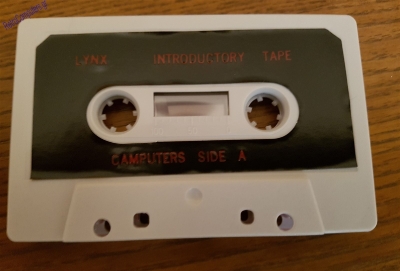 LYNX INTRODUCTORY TAPE
CAMPUTERS SIDE A